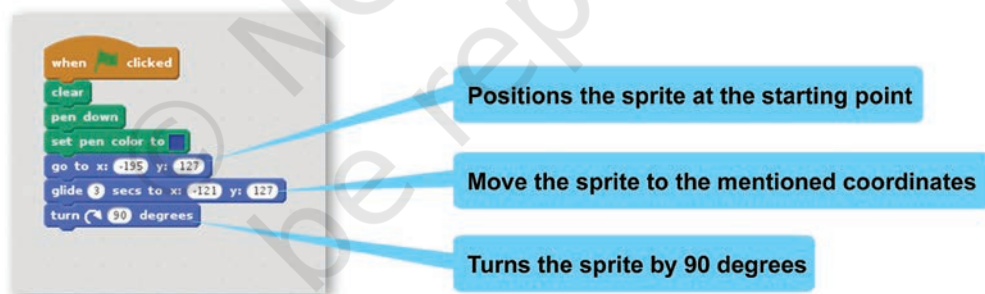 when clicked
clear
pen down
set pen color to
go to x: -195 y: 127
glide 3 secs to x: -121 y: 127
turn 90 degrees
Positions the sprite at the starting point
Move the sprite to the mentioned coordinates
Turns the sprite by 90 degrees
© N
be rep